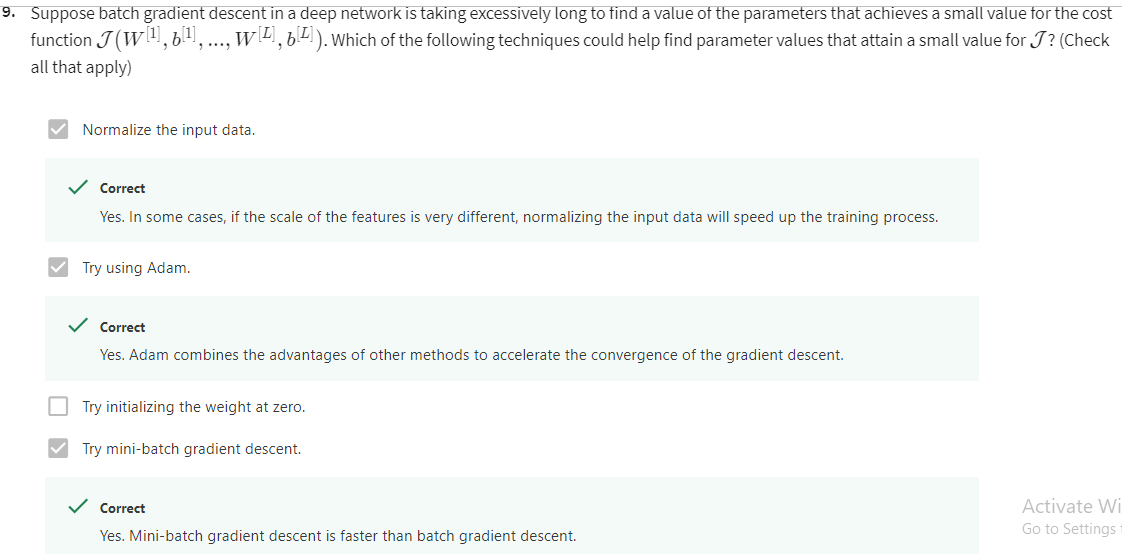 9. Suppose batch gradient descent in a deep network is taking excessively long to find a value of the parameters that achieves a small value for the cost
function 𝒥(W^[1], b^[1], ..., W^[L], b^[L]). Which of the following techniques could help find parameter values that attain a small value for 𝒥? (Check
all that apply)
Normalize the input data.
Correct
Yes. In some cases, if the scale of the features is very different, normalizing the input data will speed up the training process.
Try using Adam.
Correct
Yes. Adam combines the advantages of other methods to accelerate the convergence of the gradient descent.
Try initializing the weight at zero.
Try mini-batch gradient descent.
Correct
Yes. Mini-batch gradient descent is faster than batch gradient descent.
Activate Wi
Go to Settings